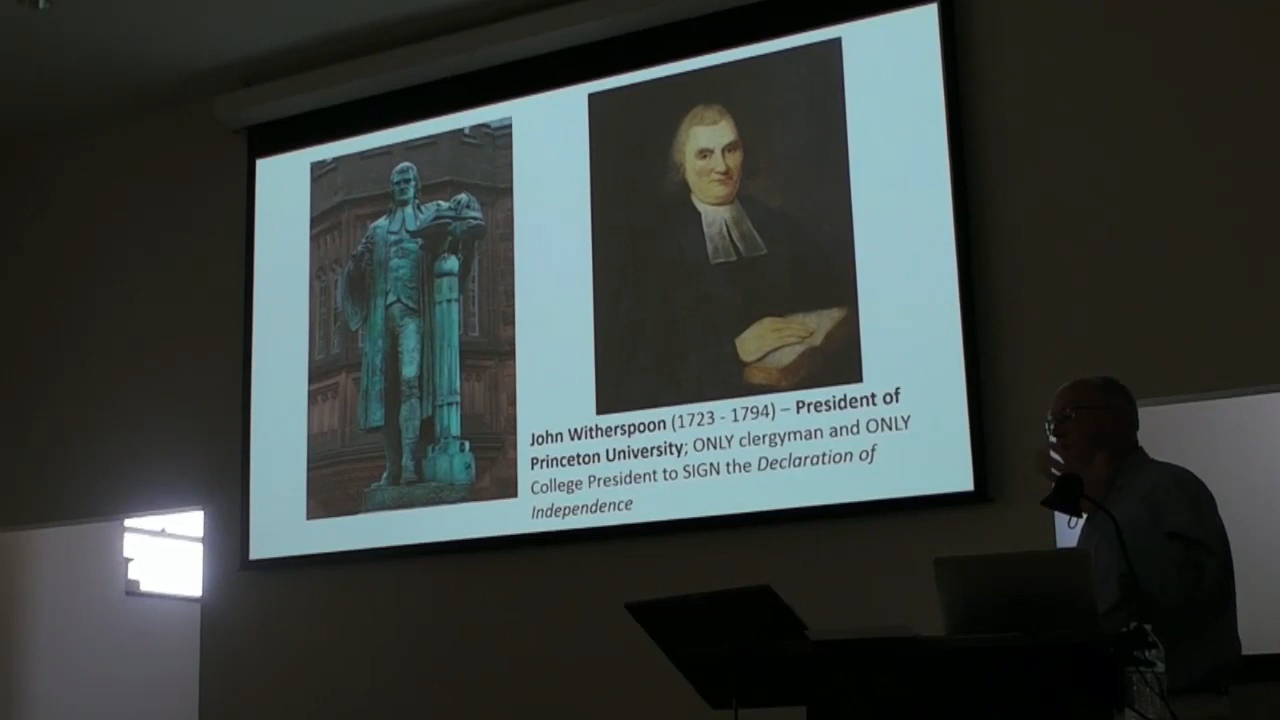 John Witherspoon (1723 - 1794) – President of
Princeton University; ONLY clergyman and ONLY
College President to SIGN the Declaration of
Independence